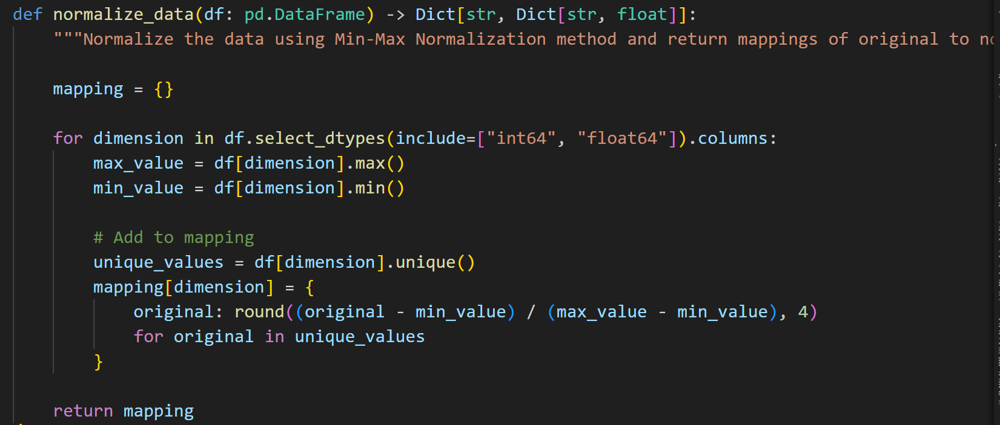 def normalize_data(df: pd.DataFrame) -> Dict[str, Dict[str, float]]:
    """Normalize the data using Min-Max Normalization method and return mappings of original to

    mapping = {}

    for dimension in df.select_dtypes(include=["int64", "float64"]).columns:
        max_value = df[dimension].max()
        min_value = df[dimension].min()

        # Add to mapping
        unique_values = df[dimension].unique()
        mapping[dimension] = {
            original: round((original - min_value) / (max_value - min_value), 4)
            for original in unique_values
        }

    return mapping